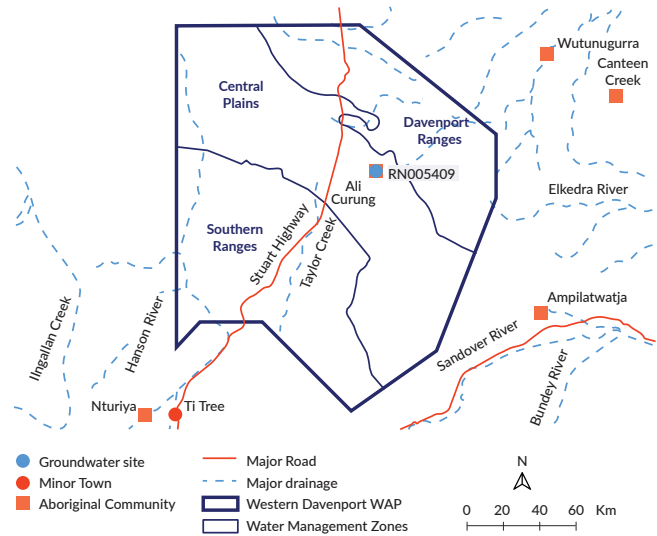 Wutunugurra
Canteen
Creek
Central
Plains
Davenport
Ranges
RN005409
Ali
Curung
Elkedra River
Southern
Ranges
Stuart Highway
Taylor Creek
Ampilatwatja
Ilngallan Creek
Hanson River
Sandover River
Bundey River
Nturiya
Ti Tree
Groundwater site
Minor Town
Aboriginal Community
Major Road
Major drainage
Western Davenport WAP
Water Management Zones
N
0 20 40 60 Km